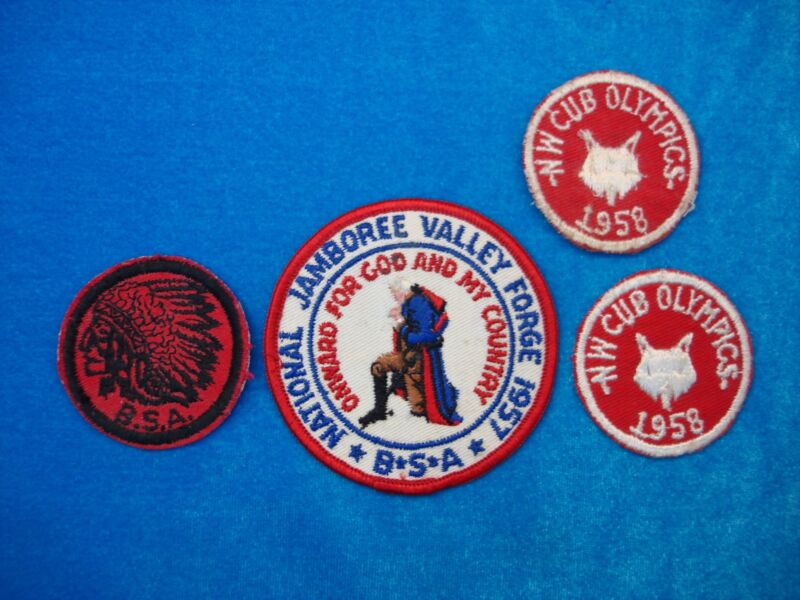 B.S.A.
NATIONAL JAMBOREE VALLEY FORGE 1957
ONWARD FOR GOD AND MY COUNTRY
★ B★S★A ★
-NW CUB OLYMPICS-
1958
-NW CUB OLYMPICS-
1958